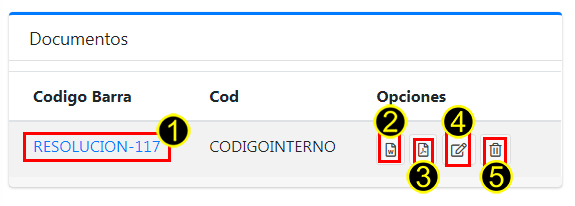 Documentos
Codigo Barra Cod Opciones
1 2 4
RESOLUCION-117 CODIGOINTERNO
3 5